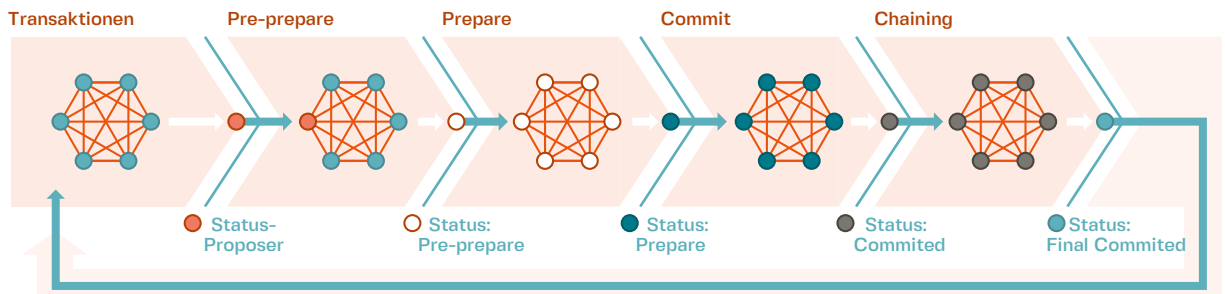 Transaktionen
Pre-prepare
Prepare
Commit
Chaining
Status-
Proposer
Status:
Pre-prepare
Status:
Prepare
Status:
Commited
Status:
Final Commited